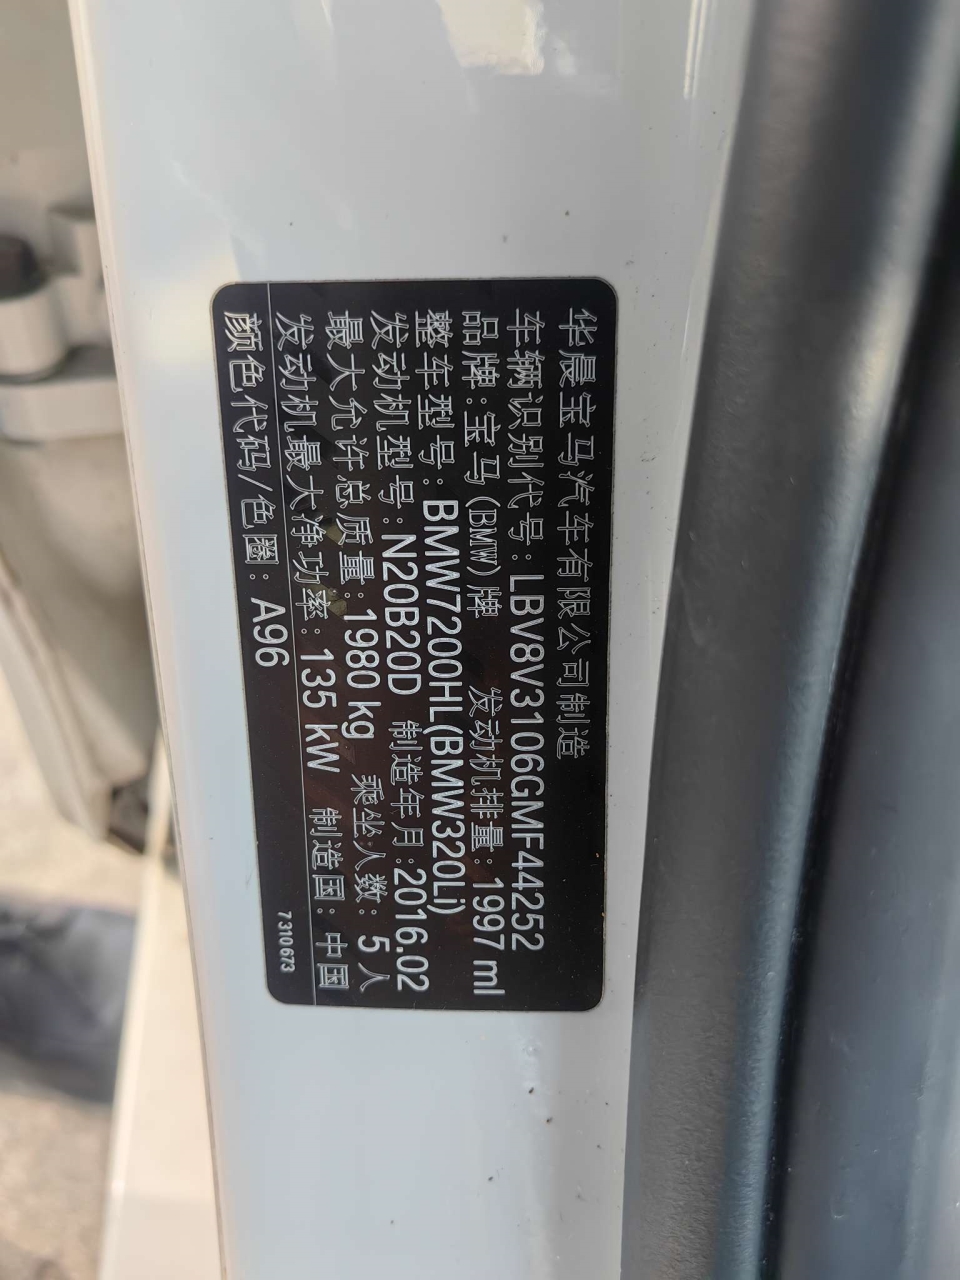 华晨宝马汽车有限公司制造
车辆识别代号: LBV8V3106GMF44252
品牌: 宝马(BMW)牌 发动机排量: 1997 ml
整车型号: BMW7200HL(BMW320Li)
发动机型号: N20B20D 制造年月: 2016.02
最大允许总质量: 1980 kg 乘坐人数: 5 人
发动机最大净功率: 135 kW 制造国: 中国
颜色代码/色圈: A96
7310673